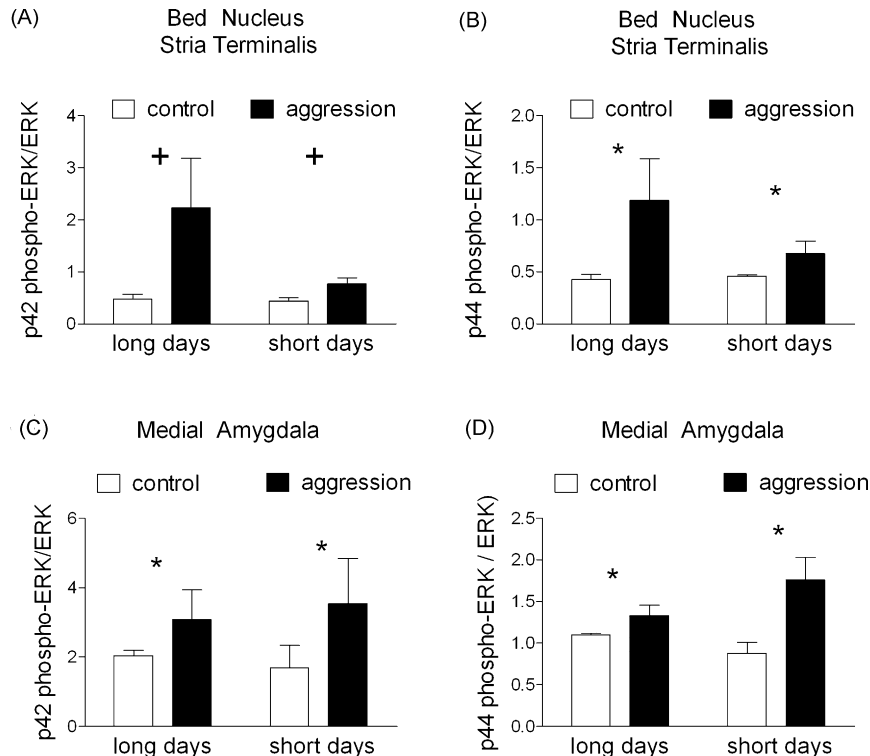 (A)
Bed Nucleus
Stria Terminalis
control
aggression
p42 phospho-ERK/ERK
4
3
2
1
0
+
+
long days
short days
(B)
Bed Nucleus
Stria Terminalis
control
aggression
p44 phospho-ERK/ERK
2.0
1.5
1.0
0.5
0.0
*
*
long days
short days
(C)
Medial Amygdala
control
aggression
p42 phospho-ERK/ERK
6
4
2
0
*
*
long days
short days
(D)
Medial Amygdala
control
aggression
p44 phospho-ERK / ERK)
2.5
2.0
1.5
1.0
0.5
0.0
*
*
long days
short days